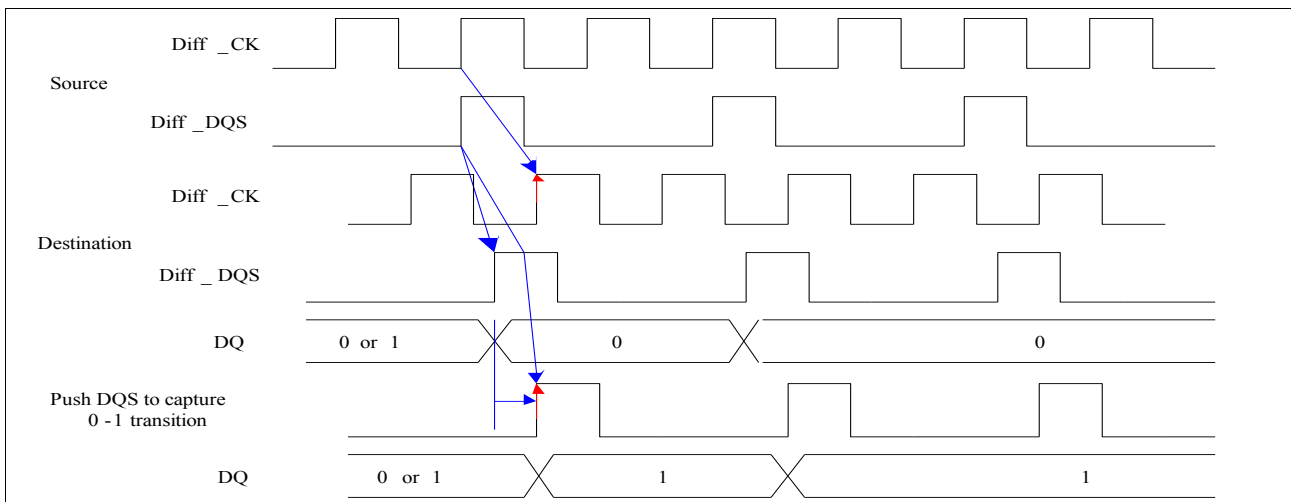 Diff _CK
Source
Diff _DQS
Diff _CK
Destination
Diff _ DQS
DQ 0 or 1 0 0
Push DQS to capture
0 -1 transition
DQ 0 or 1 1 1